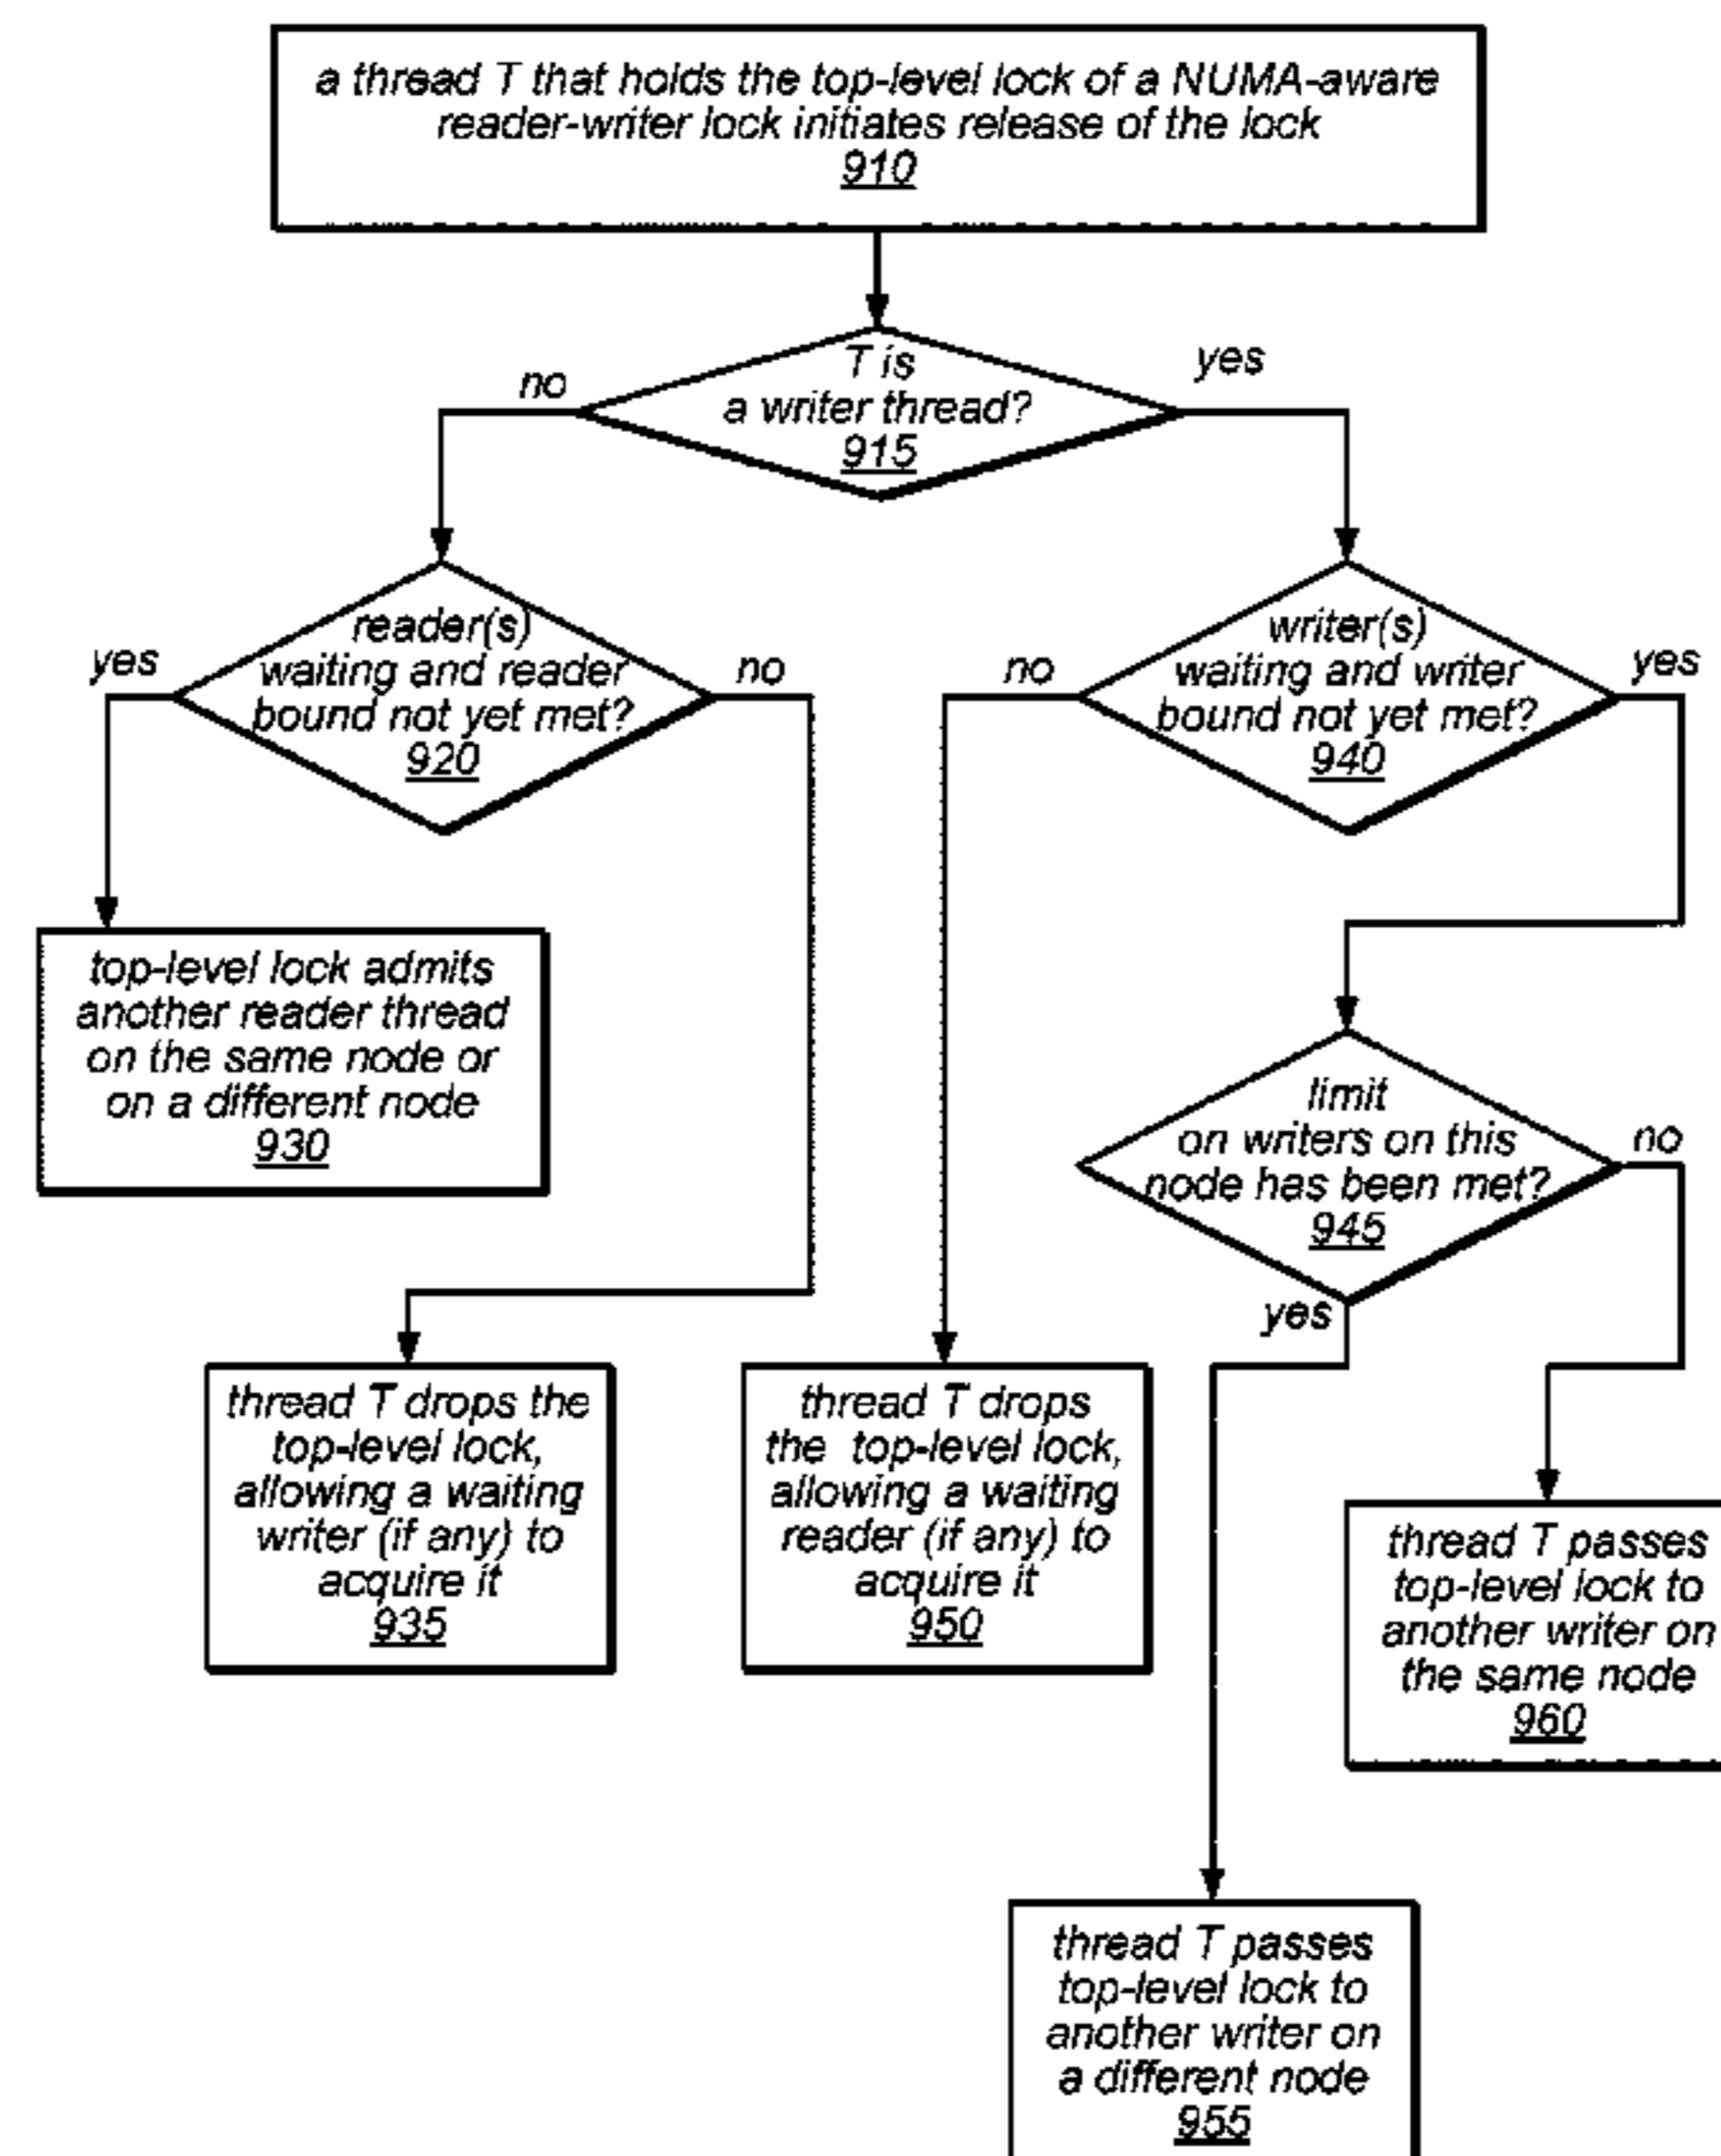 a thread T that holds the top-level lock of a NUMA-aware
reader-writer lock initiates release of the lock
910
T is
a writer thread?
915
no
yes
reader(s)
waiting and reader
bound not yet met?
920
yes
no
writer(s)
waiting and writer
bound not yet met?
940
no
yes
top-level lock admits
another reader thread
on the same node or
on a different node
930
limit
on writers on this
node has been met?
945
no
yes
thread T drops the
top-level lock,
allowing a waiting
writer (if any) to
acquire it
935
thread T drops
the top-level lock,
allowing a waiting
reader (if any) to
acquire it
950
thread T passes
top-level lock to
another writer on
the same node
960
thread T passes
top-level lock to
another writer on
a different node
955